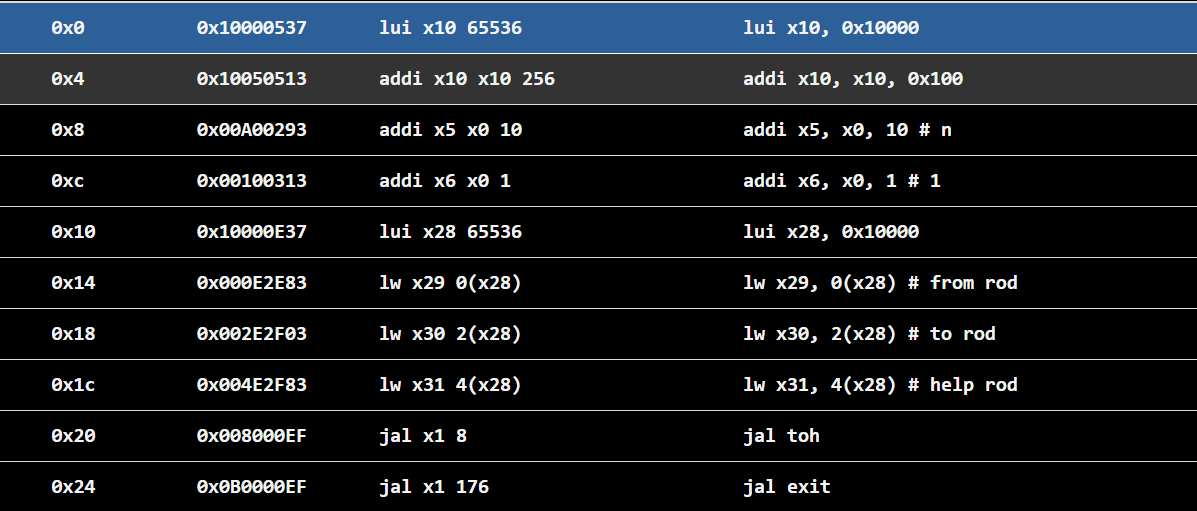 0x0 0x10000537 lui x10 65536 lui x10, 0x10000
0x4 0x10050513 addi x10 x10 256 addi x10, x10, 0x100
0x8 0x00A00293 addi x5 x0 10 addi x5, x0, 10 # n
0xc 0x00100313 addi x6 x0 1 addi x6, x0, 1 # 1
0x10 0x10000E37 lui x28 65536 lui x28, 0x10000
0x14 0x000E2E83 lw x29 0(x28) lw x29, 0(x28) # from rod
0x18 0x002E2F03 lw x30 2(x28) lw x30, 2(x28) # to rod
0x1c 0x004E2F83 lw x31 4(x28) lw x31, 4(x28) # help rod
0x20 0x008000EF jal x1 8 jal toh
0x24 0x0B0000EF jal x1 176 jal exit